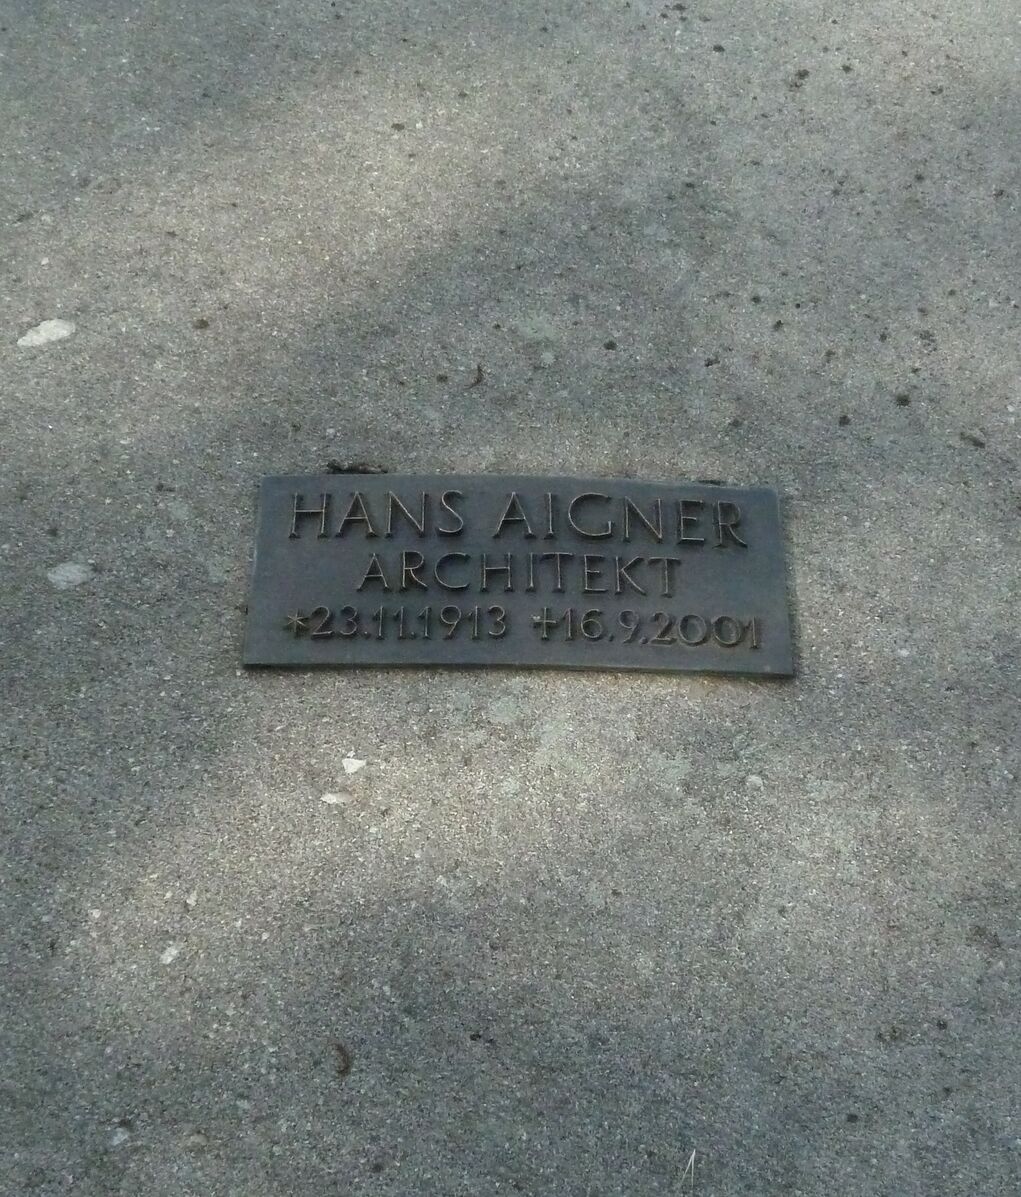 HANS AIGNER
ARCHITEKT
*23.11.1913 †16.9.2001